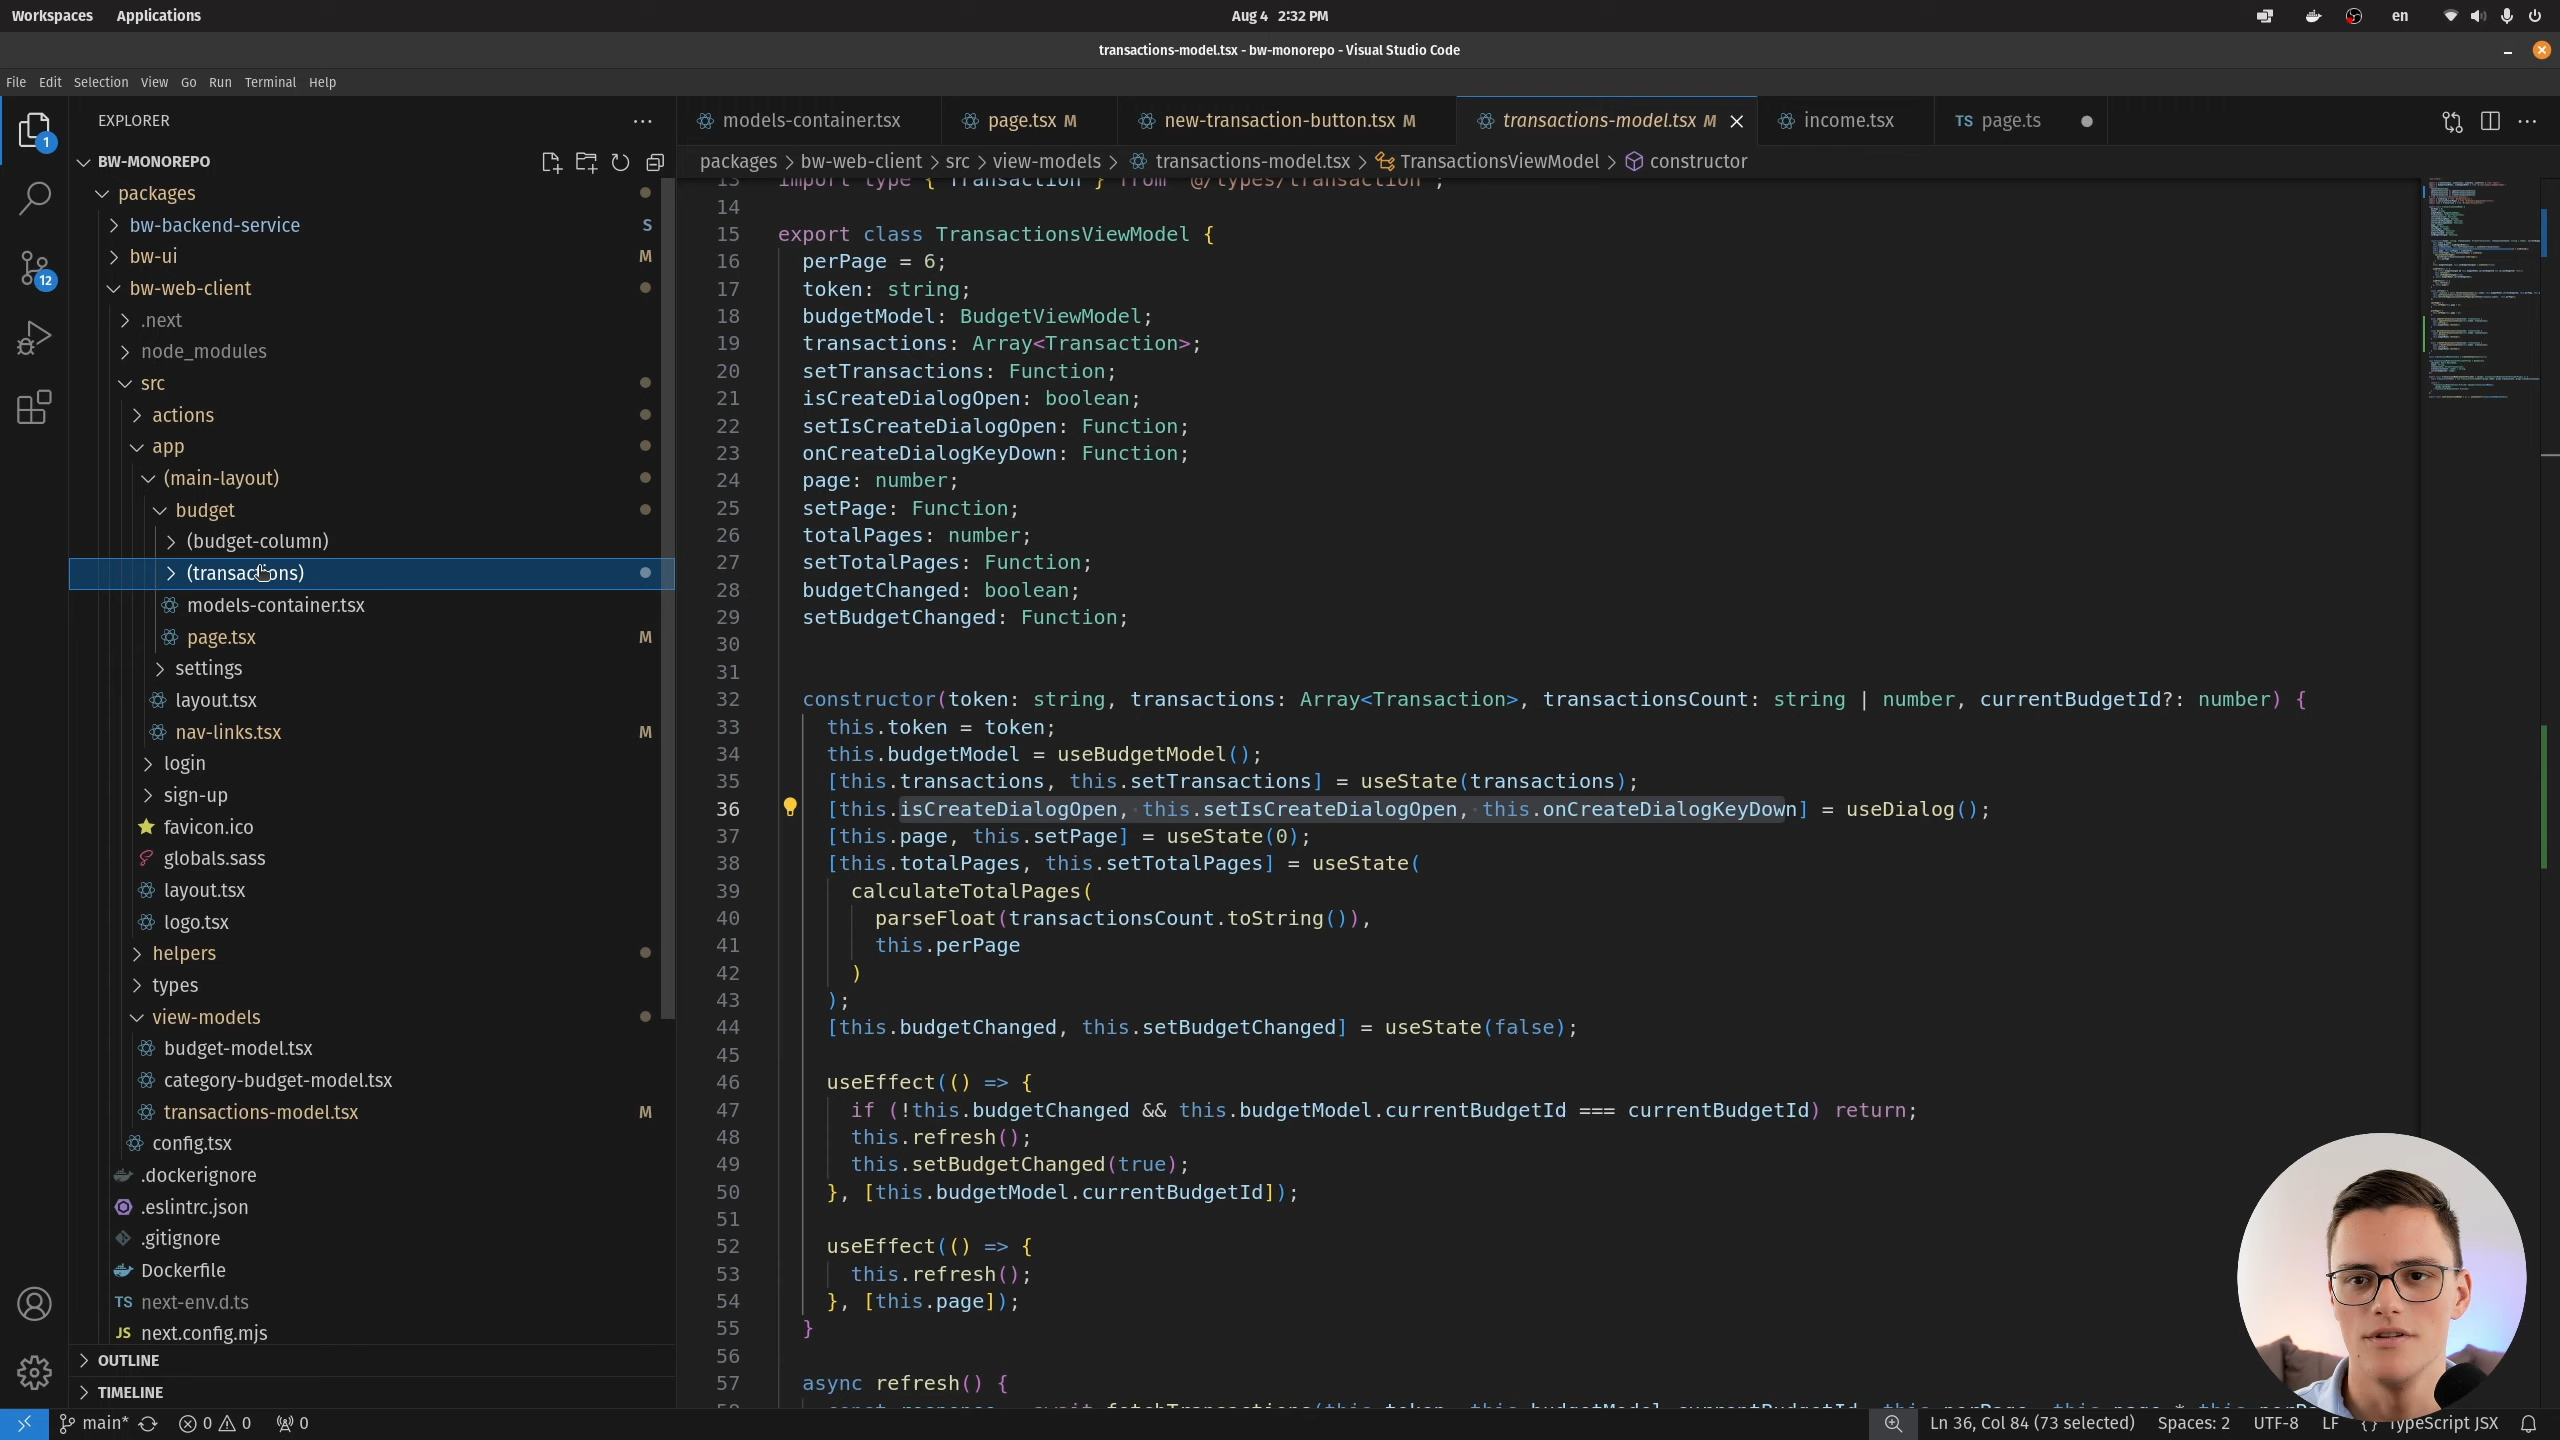 Workspaces Applications
Aug 4 2:32 PM
en
transactions-model.tsx - bw-monorepo - Visual Studio Code
File Edit Selection View Go Run Terminal Help
EXPLORER
1
12
BW-MONOREPO
packages
bw-backend-service S
bw-ui M
bw-web-client
.next
node_modules
src
actions
app
(main-layout)
budget
(budget-column)
(transactions)
models-container.tsx
page.tsx M
settings
layout.tsx
nav-links.tsx M
login
sign-up
favicon.ico
globals.sass
layout.tsx
logo.tsx
helpers
types
view-models
budget-model.tsx
category-budget-model.tsx
transactions-model.tsx M
config.tsx
.dockerignore
.eslintrc.json
.gitignore
Dockerfile
TS next-env.d.ts
JS next.config.mjs
OUTLINE
TIMELINE
models-container.tsx page.tsx M new-transaction-button.tsx M transactions-model.tsx M income.tsx TS page.ts
packages > bw-web-client > src > view-models > transactions-model.tsx > TransactionsViewModel > constructor
13 import type { Transaction } from '@/types/transaction';
14
15 export class TransactionsViewModel {
16 perPage = 6;
17 token: string;
18 budgetModel: BudgetViewModel;
19 transactions: Array<Transaction>;
20 setTransactions: Function;
21 isCreateDialogOpen: boolean;
22 setIsCreateDialogOpen: Function;
23 onCreateDialogKeyDown: Function;
24 page: number;
25 setPage: Function;
26 totalPages: number;
27 setTotalPages: Function;
28 budgetChanged: boolean;
29 setBudgetChanged: Function;
30
31
32 constructor(token: string, transactions: Array<Transaction>, transactionsCount: string | number, currentBudgetId?: number) {
33 this.token = token;
34 this.budgetModel = useBudgetModel();
35 [this.transactions, this.setTransactions] = useState(transactions);
36 [this.isCreateDialogOpen, this.setIsCreateDialogOpen, this.onCreateDialogKeyDown] = useDialog();
37 [this.page, this.setPage] = useState(0);
38 [this.totalPages, this.setTotalPages] = useState(
39 calculateTotalPages(
40 parseFloat(transactionsCount.toString()),
41 this.perPage
42 )
43 );
44 [this.budgetChanged, this.setBudgetChanged] = useState(false);
45
46 useEffect(() => {
47 if (!this.budgetChanged && this.budgetModel.currentBudgetId === currentBudgetId) return;
48 this.refresh();
49 this.setBudgetChanged(true);
50 }, [this.budgetModel.currentBudgetId]);
51
52 useEffect(() => {
53 this.refresh();
54 }, [this.page]);
55 }
56
57 async refresh() {
main* 0 0 0
Ln 36, Col 84 (73 selected) Spaces: 2 UTF-8 LF {} TypeScript JSX